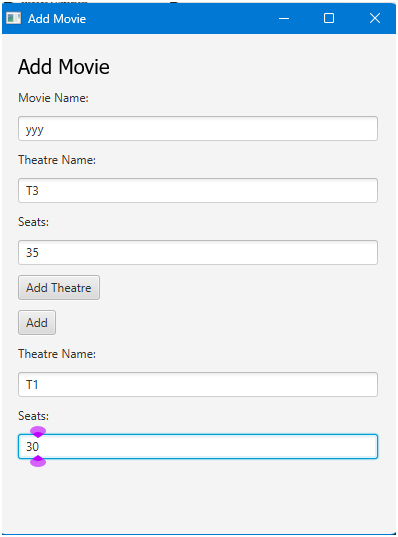 Add Movie
Add Movie
Movie Name:
yyy
Theatre Name:
T3
Seats:
35
Add Theatre
Add
Theatre Name:
T1
Seats:
30